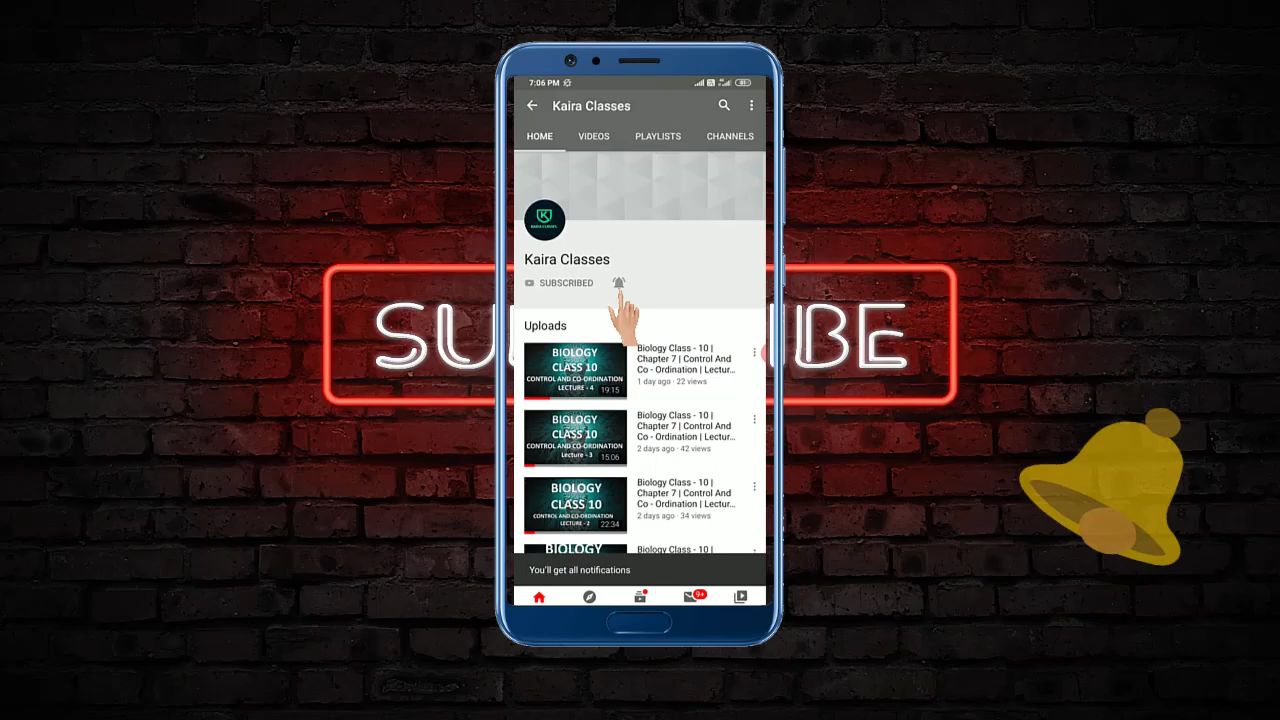 7:06 PM
Kaira Classes
HOME VIDEOS PLAYLISTS CHANNELS
K
KAIRA CLASSES
Kaira Classes
SUBSCRIBED
SU IBE
Uploads
BIOLOGY
CLASS 10
CONTROL AND CO-ORDINATION
LECTURE - 4
19:15
Biology Class - 10 |
Chapter 7 | Control And
Co - Ordination | Lectur...
1 day ago · 22 views
BIOLOGY
CLASS 10
CONTROL AND CO-ORDINATION
Lecture - 3
15:06
Biology Class - 10 |
Chapter 7 | Control And
Co - Ordination | Lectur...
2 days ago · 42 views
BIOLOGY
CLASS 10
CONTROL AND CO-ORDINATION
LECTURE - 2
22:34
Biology Class - 10 |
Chapter 7 | Control And
Co - Ordination | Lectur...
2 days ago · 34 views
BIOLOGY
Biology Class - 10 |
You'll get all notifications
9+